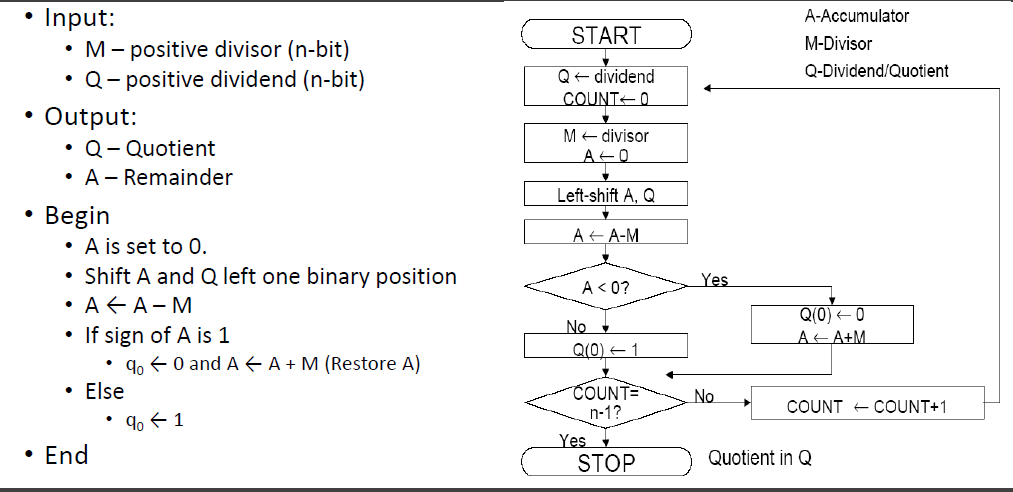 • Input:
• M – positive divisor (n-bit)
• Q – positive dividend (n-bit)
• Output:
• Q – Quotient
• A – Remainder
• Begin
• A is set to 0.
• Shift A and Q left one binary position
• A ← A – M
• If sign of A is 1
• q₀ ← 0 and A ← A + M (Restore A)
• Else
• q₀ ← 1
• End
A-Accumulator
M-Divisor
Q-Dividend/Quotient
START
Q ← dividend
COUNT← 0
M ← divisor
A ← 0
Left-shift A, Q
A ← A-M
A < 0?
Yes
Q(0) ← 0
A ← A+M
No
Q(0) ← 1
COUNT=
n-1?
No
COUNT ← COUNT+1
Yes
STOP
Quotient in Q